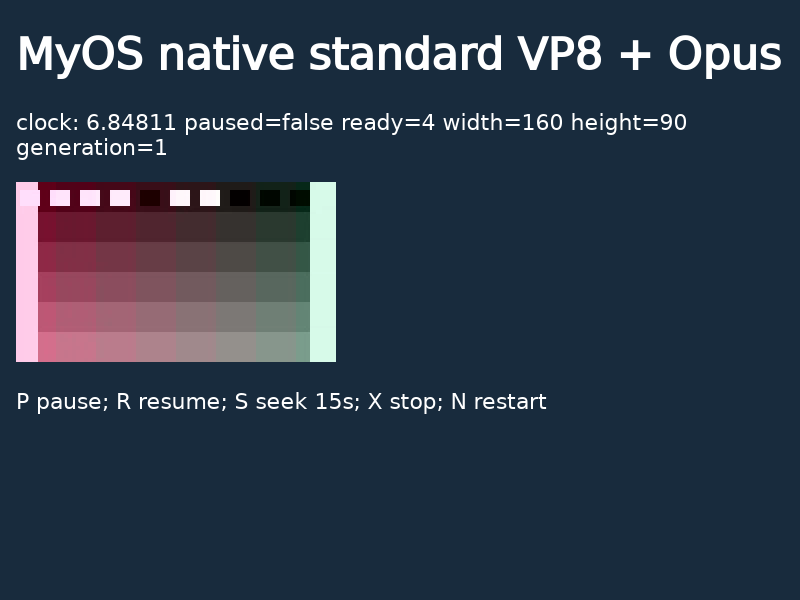 MyOS native standard VP8 + Opus
clock: 6.84811 paused=false ready=4 width=160 height=90
generation=1
P pause; R resume; S seek 15s; X stop; N restart